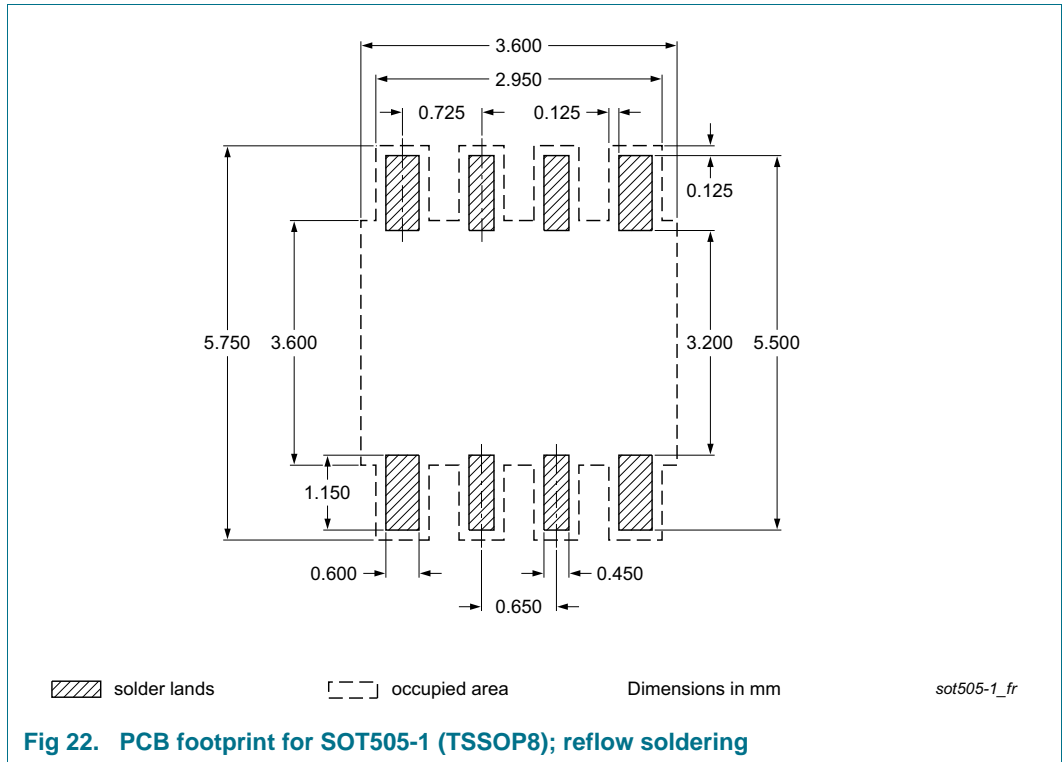 3.600
2.950
0.725 0.125
0.125
5.750 3.600 3.200 5.500
1.150
0.600 0.450
0.650
solder lands occupied area Dimensions in mm sot505-1_fr
Fig 22. PCB footprint for SOT505-1 (TSSOP8); reflow soldering